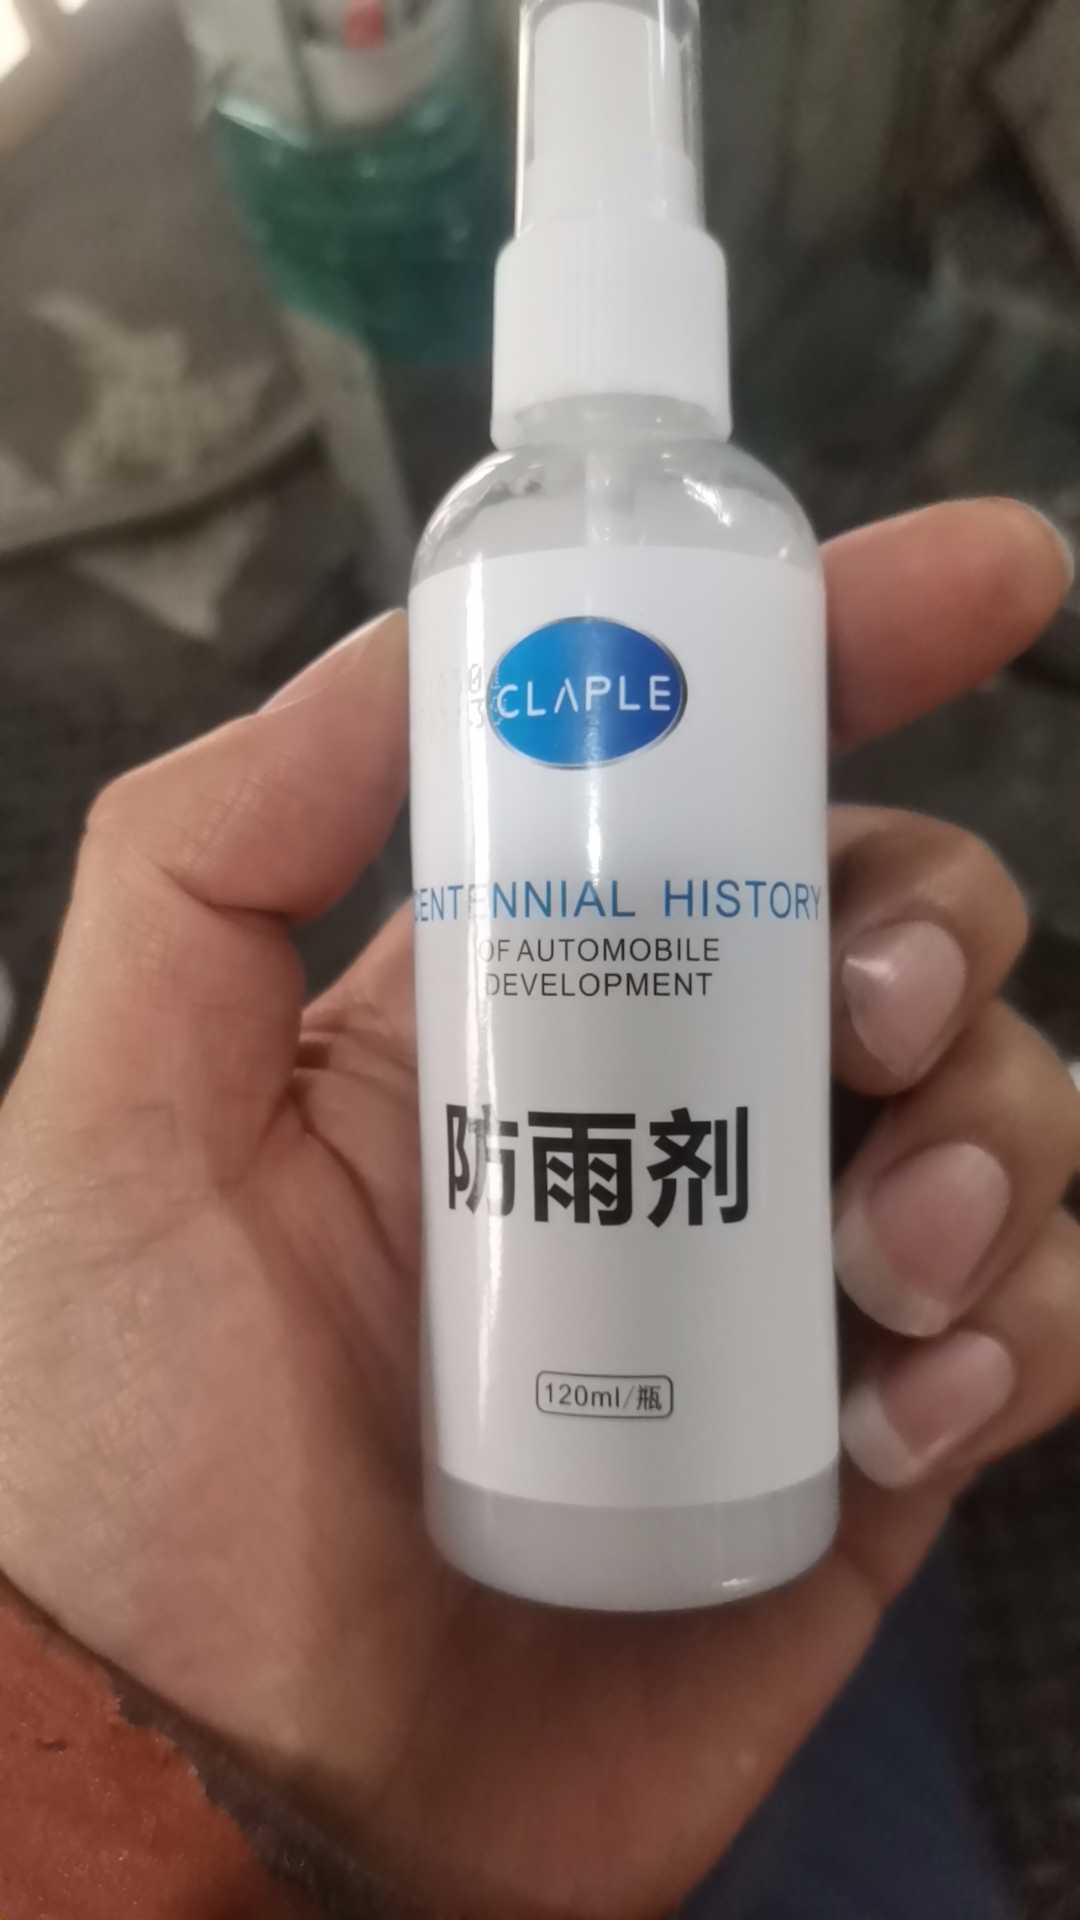 CLAPLE
CENTENNIAL HISTORY
OF AUTOMOBILE
DEVELOPMENT
防雨剂
120ml/瓶